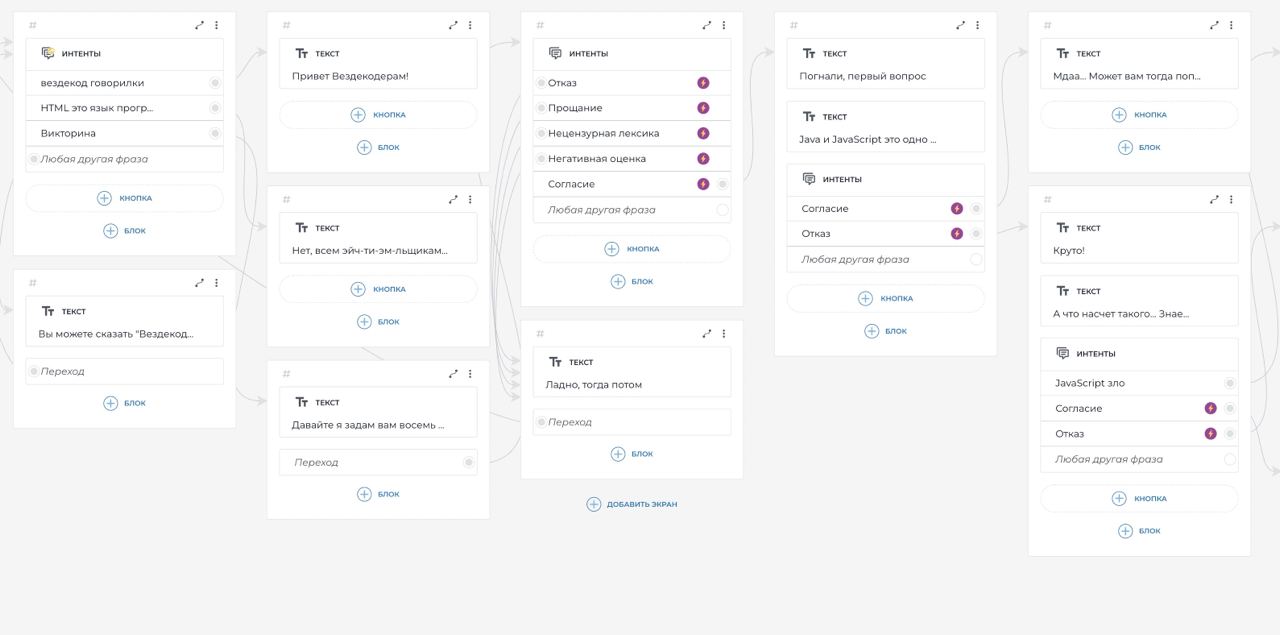 #
ИНТЕНТЫ
вездекод говорилки
HTML это язык прогр...
Викторина
Любая другая фраза
КНОПКА
БЛОК
#
ТЕКСТ
Вы можете сказать "Вездекод...
Переход
БЛОК
#
ТЕКСТ
Привет Вездекодерам!
КНОПКА
БЛОК
#
ТЕКСТ
Нет, всем эйч-ти-эм-льщикам...
КНОПКА
БЛОК
#
ТЕКСТ
Давайте я задам вам восемь ...
Переход
БЛОК
#
ИНТЕНТЫ
Отказ
Прощание
Нецензурная лексика
Негативная оценка
Согласие
Любая другая фраза
КНОПКА
БЛОК
#
ТЕКСТ
Ладно, тогда потом
Переход
БЛОК
ДОБАВИТЬ ЭКРАН
#
ТЕКСТ
Погнали, первый вопрос
ТЕКСТ
Java и JavaScript это одно ...
ИНТЕНТЫ
Согласие
Отказ
Любая другая фраза
КНОПКА
БЛОК
#
ТЕКСТ
Мдаа... Может вам тогда поп...
КНОПКА
БЛОК
#
ТЕКСТ
Круто!
ТЕКСТ
А что насчет такого... Знае...
ИНТЕНТЫ
JavaScript зло
Согласие
Отказ
Любая другая фраза
КНОПКА
БЛОК